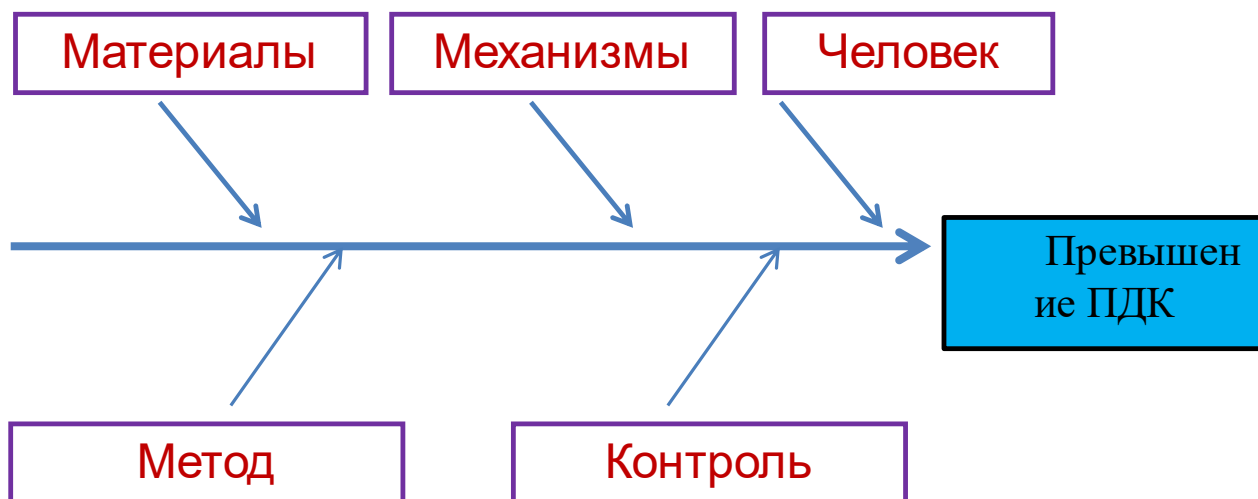 Материалы
Механизмы
Человек
Превышен
ие ПДК
Метод
Контроль